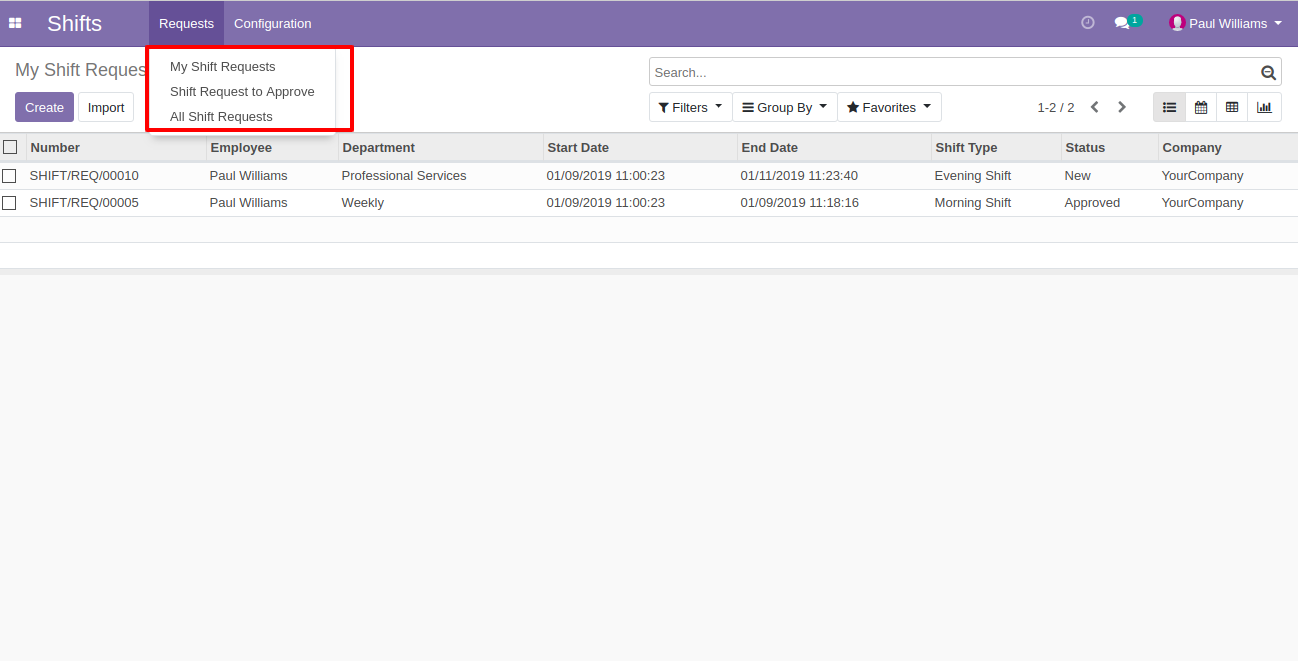 Shifts Requests Configuration 1 Paul Williams
My Shift Reques
Search...
My Shift Requests
Shift Request to Approve
All Shift Requests
Create Import
Filters Group By Favorites 1-2 / 2
Number Employee Department Start Date End Date Shift Type Status Company
SHIFT/REQ/00010 Paul Williams Professional Services 01/09/2019 11:00:23 01/11/2019 11:23:40 Evening Shift New YourCompany
SHIFT/REQ/00005 Paul Williams Weekly 01/09/2019 11:00:23 01/09/2019 11:18:16 Morning Shift Approved YourCompany